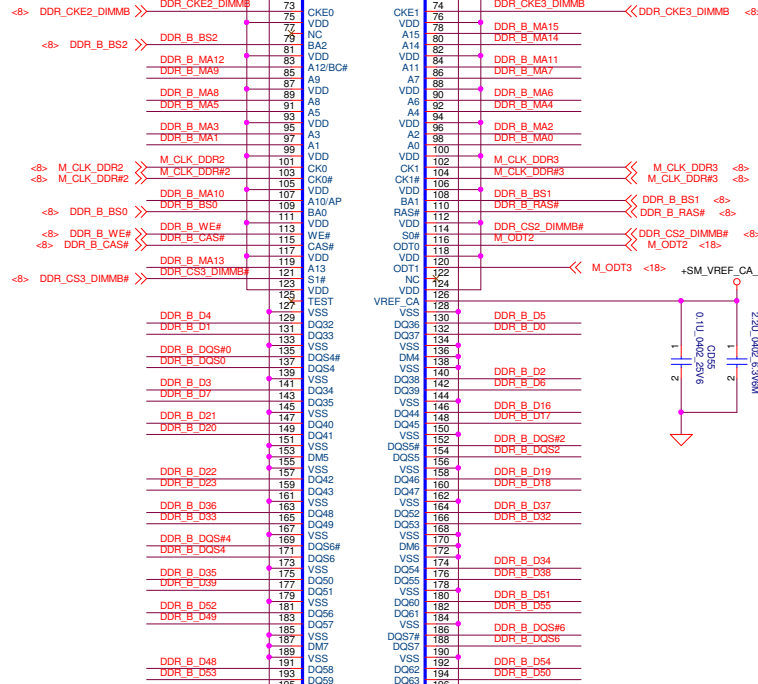 DDR_CKE2_DIMMB 73 74 DDR_CKE3_DIMMB
<8> DDR_CKE2_DIMMB CKE0 CKE1 DDR_CKE3_DIMMB <8>
75 VDD VDD 76
77 NC A15 78 DDR_B_MA15
<8> DDR_B_BS2 DDR_B_BS2 79 BA2 A14 80 DDR_B_MA14
81 VDD VDD 82
DDR_B_MA12 83 A12/BC# A11 84 DDR_B_MA11
DDR_B_MA9 85 A9 A7 86 DDR_B_MA7
87 VDD VDD 88
DDR_B_MA8 89 A8 A6 90 DDR_B_MA6
DDR_B_MA5 91 A5 A4 92 DDR_B_MA4
93 VDD VDD 94
DDR_B_MA3 95 A3 A2 96 DDR_B_MA2
DDR_B_MA1 97 A1 A0 98 DDR_B_MA0
99 VDD VDD 100
<8> M_CLK_DDR2 M_CLK_DDR2 101 CK0 CK1 102 M_CLK_DDR3 M_CLK_DDR3 <8>
<8> M_CLK_DDR#2 M_CLK_DDR#2 103 CK0# CK1# 104 M_CLK_DDR#3 M_CLK_DDR#3 <8>
105 VDD VDD 106
DDR_B_MA10 107 A10/AP BA1 108 DDR_B_BS1 DDR_B_BS1 <8>
<8> DDR_B_BS0 DDR_B_BS0 109 BA0 RAS# 110 DDR_B_RAS# DDR_B_RAS# <8>
111 VDD VDD 112
<8> DDR_B_WE# DDR_B_WE# 113 WE# S0# 114 DDR_CS2_DIMMB# DDR_CS2_DIMMB# <8>
<8> DDR_B_CAS# DDR_B_CAS# 115 CAS# ODT0 116 M_ODT2 M_ODT2 <18>
117 VDD VDD 118
DDR_B_MA13 119 A13 ODT1 120 M_ODT3 <18>
<8> DDR_CS3_DIMMB# DDR_CS3_DIMMB# 121 S1# NC 122 +SM_VREF_CA_
123 VDD VDD 124
125 TEST VREF_CA 126
127 VSS VSS 128
DDR_B_D4 129 DQ32 DQ36 130 DDR_B_D5
DDR_B_D1 131 DQ33 DQ37 132 DDR_B_D0
133 VSS VSS 134
DDR_B_DQS#0 135 DQS4# DM4 136
DDR_B_DQS0 137 DQS4 VSS 138
139 VSS DQ38 140 DDR_B_D2
DDR_B_D3 141 DQ34 DQ39 142 DDR_B_D6
DDR_B_D7 143 DQ35 VSS 144
145 VSS DQ44 146 DDR_B_D16
DDR_B_D21 147 DQ40 DQ45 148 DDR_B_D17
DDR_B_D20 149 DQ41 VSS 150
151 VSS DQS5# 152 DDR_B_DQS#2
153 DM5 DQS5 154 DDR_B_DQS2
155 VSS VSS 156
DDR_B_D22 157 DQ42 DQ46 158 DDR_B_D19
DDR_B_D23 159 DQ43 DQ47 160 DDR_B_D18
161 VSS VSS 162
DDR_B_D36 163 DQ48 DQ52 164 DDR_B_D37
DDR_B_D33 165 DQ49 DQ53 166 DDR_B_D32
167 VSS VSS 168
DDR_B_DQS#4 169 DQS6# DM6 170
DDR_B_DQS4 171 DQS6 VSS 172
173 VSS DQ54 174 DDR_B_D34
DDR_B_D35 175 DQ50 DQ55 176 DDR_B_D38
DDR_B_D39 177 DQ51 VSS 178
179 VSS DQ60 180 DDR_B_D51
DDR_B_D52 181 DQ56 DQ61 182 DDR_B_D55
DDR_B_D49 183 DQ57 VSS 184
185 VSS DQS7# 186 DDR_B_DQS#6
187 DM7 DQS7 188 DDR_B_DQS6
189 VSS VSS 190
DDR_B_D48 191 DQ58 DQ62 192 DDR_B_D54
DDR_B_D53 193 DQ59 DQ63 194 DDR_B_D50
1 2
0.1U_0402_25V6
CD55
1 2